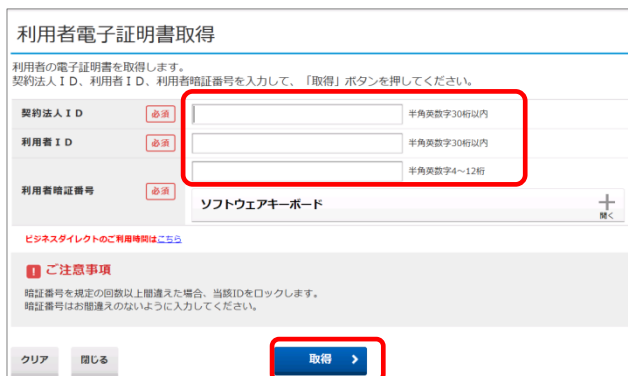 利用者電子証明書取得
利用者の電子証明書を取得します。
契約法人ＩＤ、利用者ＩＤ、利用者暗証番号を入力して、「取得」ボタンを押してください。
契約法人ＩＤ 必須 半角英数字30桁以内
利用者ＩＤ 必須 半角英数字30桁以内
半角英数字4～12桁
利用者暗証番号 必須
ソフトウェアキーボード 開く
ビジネスダイレクトのご利用時間はこちら
! ご注意事項
暗証番号を規定の回数以上間違えた場合、当該IDをロックします。
暗証番号はお間違えのないように入力してください。
クリア 閉じる 取得